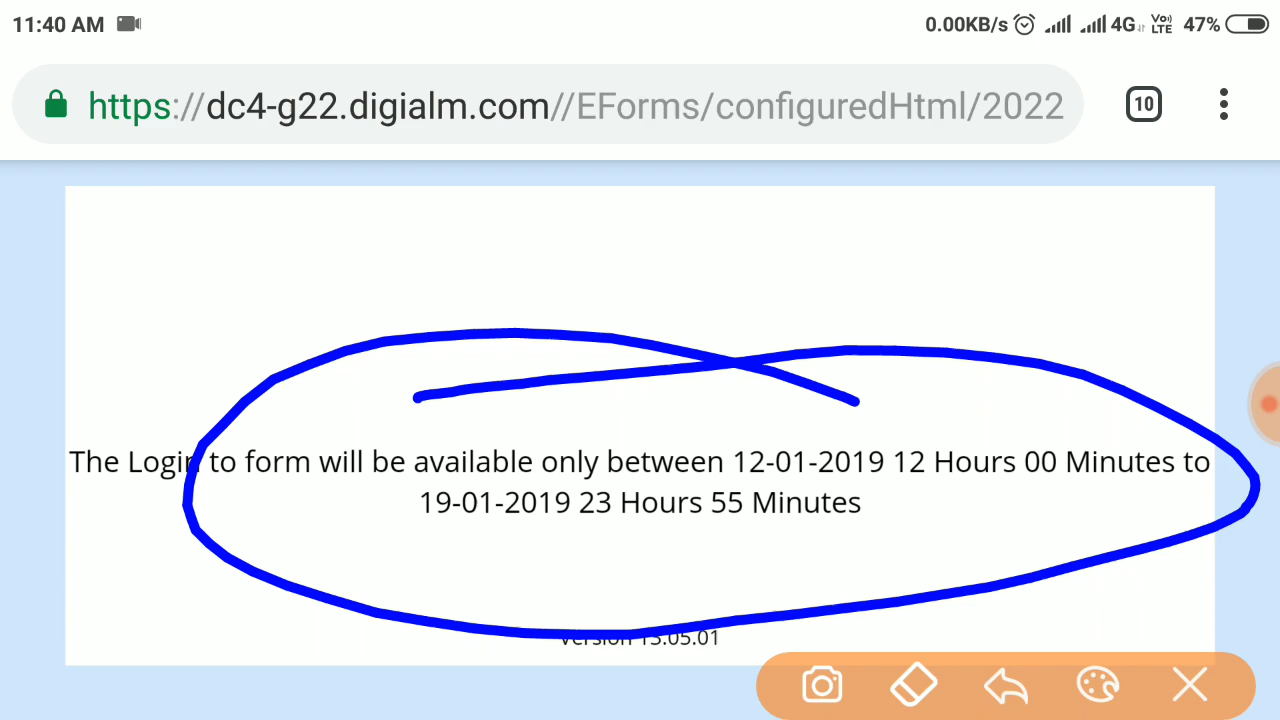 11:40 AM 0.00KB/s 4G Vo) LTE 47%
https://dc4-g22.digialm.com//EForms/configuredHtml/2022 10
The Login to form will be available only between 12-01-2019 12 Hours 00 Minutes to
19-01-2019 23 Hours 55 Minutes
Version 13.05.01